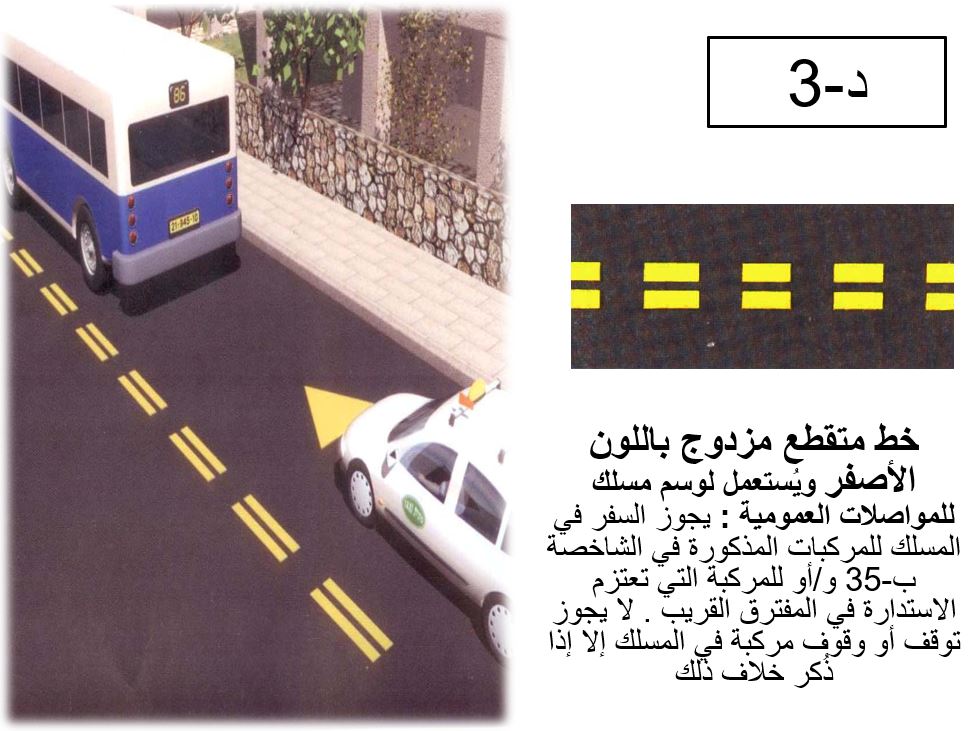 د-3
86
21-945-10
خط متقطع مزدوج باللون
الأصفر ويُستعمل لوسم مسلك
للمواصلات العمومية : يجوز السفر في
المسلك للمركبات المذكورة في الشاخصة
ب-35 و/أو للمركبة التي تعتزم
الاستدارة في المفترق القريب . لا يجوز
توقف أو وقوف مركبة في المسلك إلا إذا
ذُكر خلاف ذلك